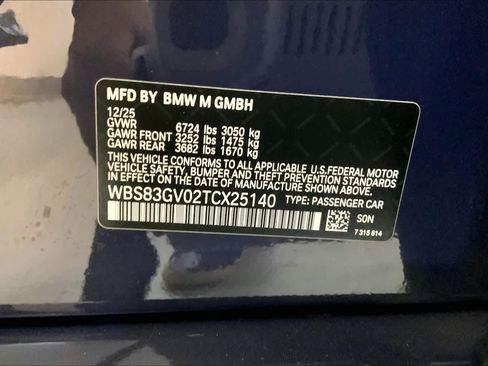 MFD BY BMW M GMBH
12/25
GVWR 6724 lbs 3050 kg
GAWR FRONT 3252 lbs 1475 kg
GAWR REAR 3682 lbs 1670 kg
THIS VEHICLE CONFORMS TO ALL APPLICABLE U.S.FEDERAL MOTOR
VEHICLE SAFETY, BUMPER AND THEFT PREVENTION STANDARDS
IN EFFECT ON THE DATE OF MANUFACTURE SHOWN ABOVE.
WBS83GV02TCX25140 TYPE: PASSENGER CAR
SON
7 315 814